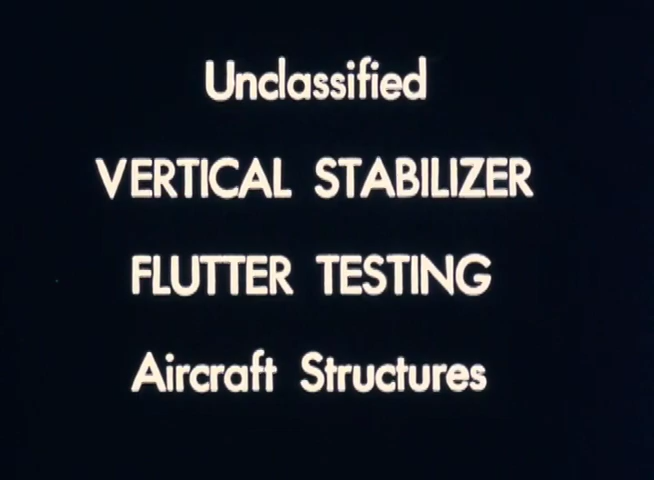 Unclassified
VERTICAL STABILIZER
FLUTTER TESTING
Aircraft Structures